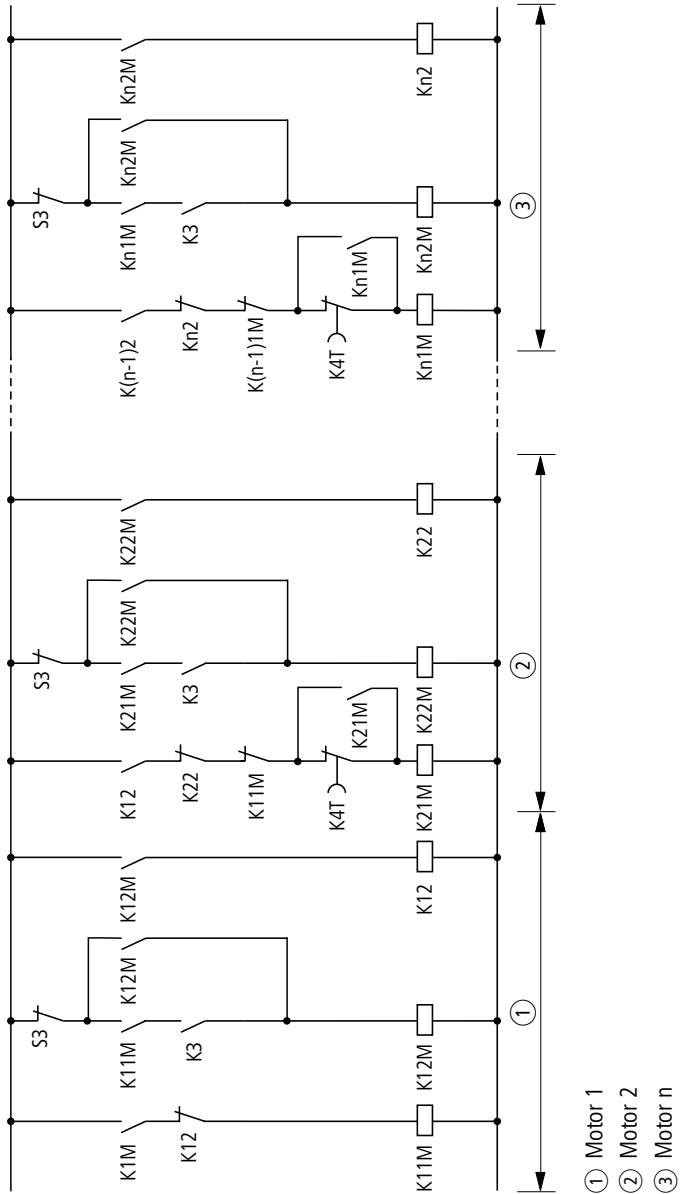 K1M
K12
K11M
S3
K11M
K3
K12M
K12M
K12M
K12
①
K12
K22
K11M
K4T
K21M
K21M
S3
K21M
K3
K22M
K22M
K22M
K22
②
K(n-1)2
Kn2
K(n-1)1M
K4T
Kn1M
Kn1M
S3
Kn1M
K3
Kn2M
Kn2M
Kn2M
Kn2
③
① Motor 1
② Motor 2
③ Motor n